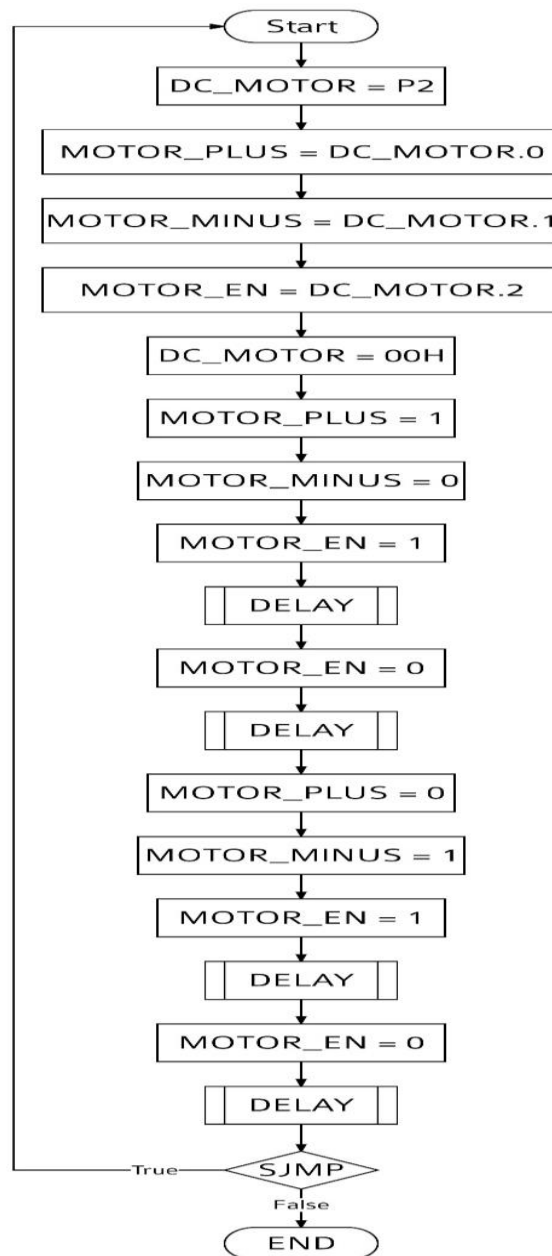 Start
DC_MOTOR = P2
MOTOR_PLUS = DC_MOTOR.0
MOTOR_MINUS = DC_MOTOR.1
MOTOR_EN = DC_MOTOR.2
DC_MOTOR = 00H
MOTOR_PLUS = 1
MOTOR_MINUS = 0
MOTOR_EN = 1
DELAY
MOTOR_EN = 0
DELAY
MOTOR_PLUS = 0
MOTOR_MINUS = 1
MOTOR_EN = 1
DELAY
MOTOR_EN = 0
DELAY
True
SJMP
False
END